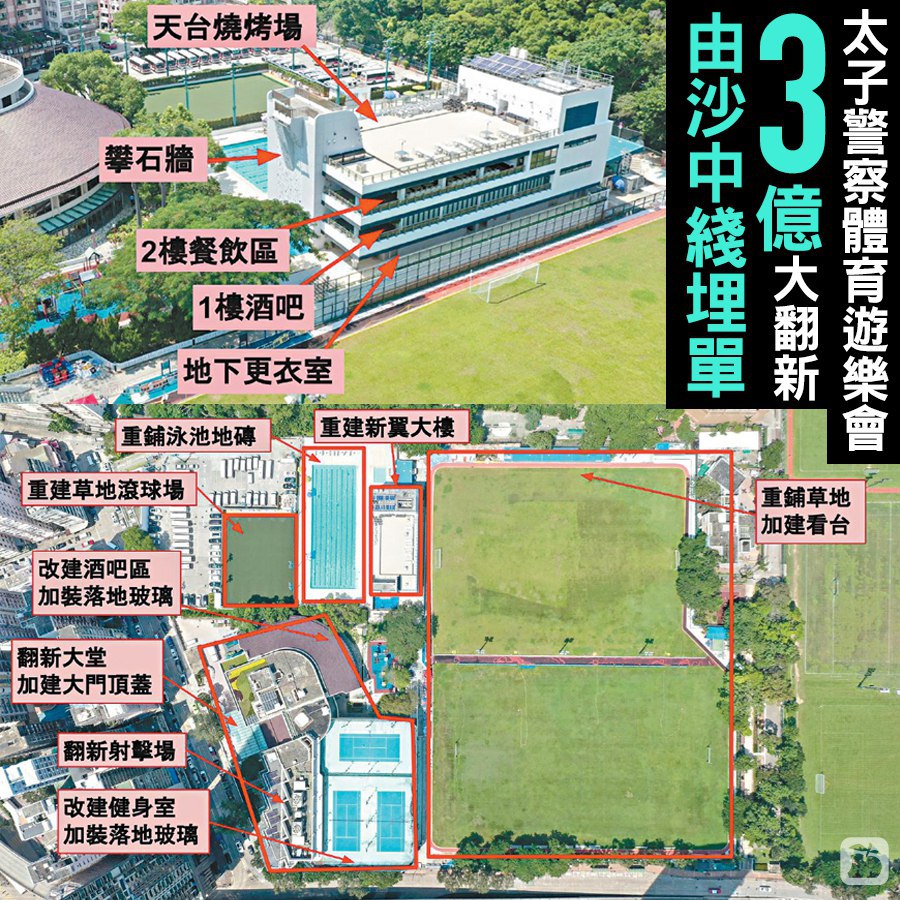 太子警察體育遊樂會
3億大翻新
由沙中綫埋單
天台燒烤場
攀石牆
2樓餐飲區
1樓酒吧
地下更衣室
重鋪泳池地磚
重建新翼大樓
重建草地滾球場
重鋪草地
加建看台
改建酒吧區
加裝落地玻璃
翻新大堂
加建大門頂蓋
翻新射擊場
改建健身室
加裝落地玻璃